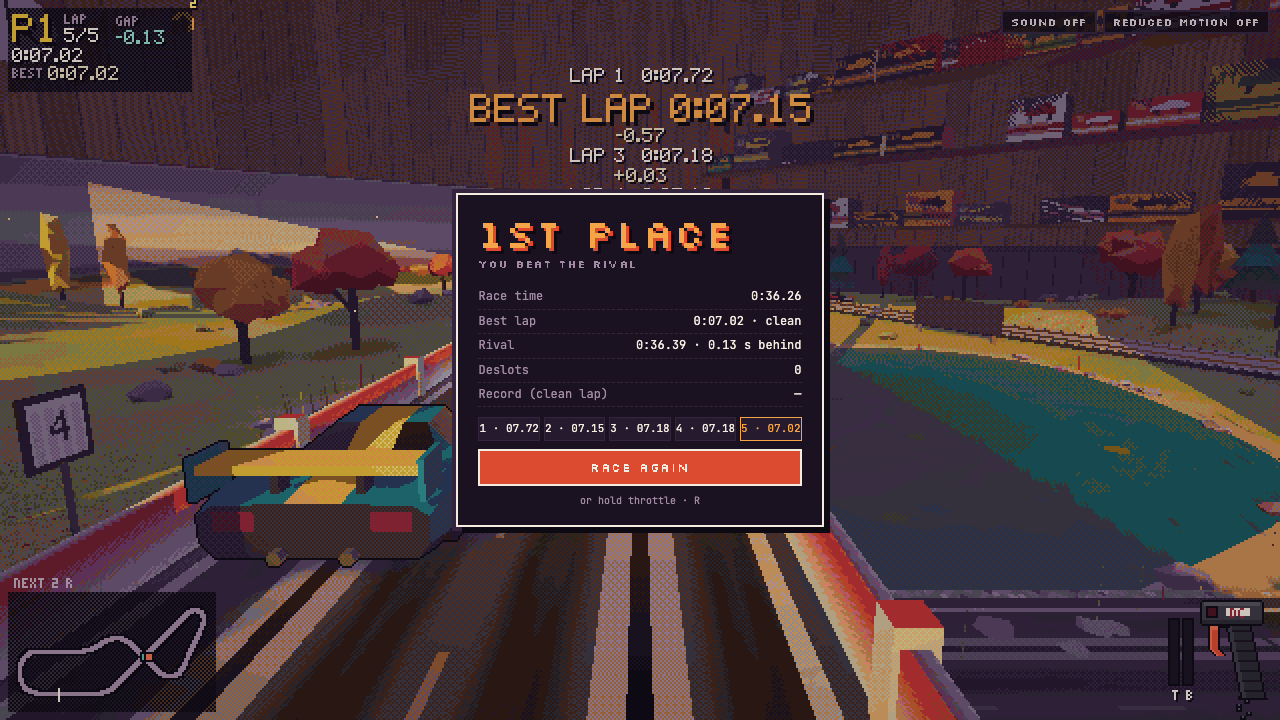 P1 LAP 5/5 GAP -0.13
0:07.02
BEST 0:07.02
SOUND OFF
REDUCED MOTION OFF
LAP 1 0:07.72
BEST LAP 0:07.15
-0.57
LAP 3 0:07.18
+0.03
1ST PLACE
YOU BEAT THE RIVAL
Race time 0:36.26
Best lap 0:07.02 · clean
Rival 0:36.39 · 0.13 s behind
Deslots 0
Record (clean lap) —
1 · 07.72 2 · 07.15 3 · 07.18 4 · 07.18 5 · 07.02
RACE AGAIN
or hold throttle · R
4
NEXT 2 R
T B